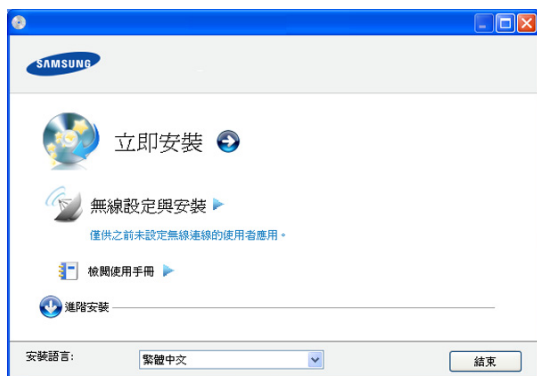 SAMSUNG
立即安裝
無線設定與安裝
僅供之前未設定無線連線的使用者應用。
檢閱使用手冊
進階安裝
安裝語言:
繁體中文
結束